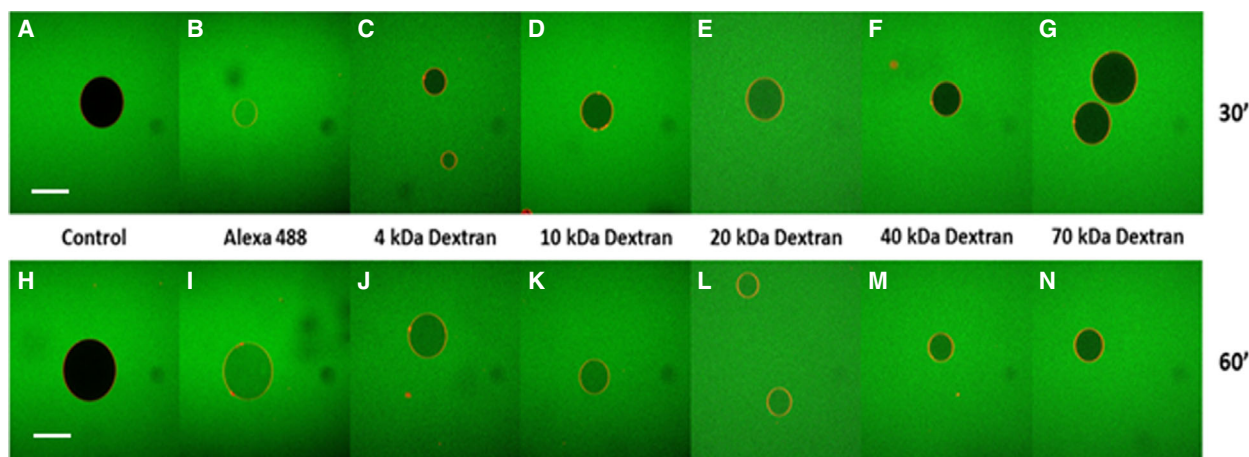 A B C D E F G
30’
Control Alexa 488 4 kDa Dextran 10 kDa Dextran 20 kDa Dextran 40 kDa Dextran 70 kDa Dextran
H I J K L M N
60’